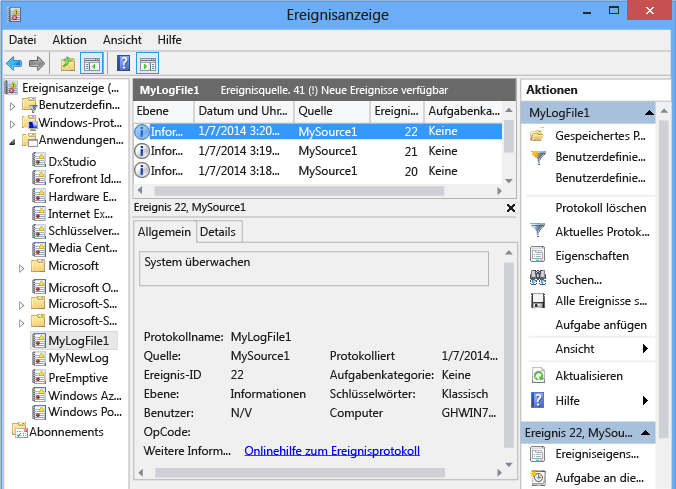 Ereignisanzeige
Datei Aktion Ansicht Hilfe
Ereignisanzeige (...
Benutzerdefin...
Windows-Prot...
Anwendungen...
DxStudio
Forefront Id...
Hardware E...
Internet Ex...
Schlüsselver...
Media Cent...
Microsoft
Microsoft O...
Microsoft-S...
Microsoft-S...
MyLogFile1
MyNewLog
PreEmptive
Windows Az...
Windows Po...
Abonnements
MyLogFile1 Ereignisquelle. 41 (!) Neue Ereignisse verfügbar
Ebene Datum und Uhr... Quelle Ereigni... Aufgabenka...
Infor... 1/7/2014 3:20... MySource1 22 Keine
Infor... 1/7/2014 3:19... MySource1 21 Keine
Infor... 1/7/2014 3:18... MySource1 20 Keine
Ereignis 22, MySource1
Allgemein Details
System überwachen
Protokollname: MyLogFile1
Quelle: MySource1 Protokolliert 1/7/2014...
Ereignis-ID 22 Aufgabenkategorie: Keine
Ebene: Informationen Schlüsselwörter: Klassisch
Benutzer: N/V Computer GHWIN7...
OpCode:
Weitere Inform... Onlinehilfe zum Ereignisprotokoll
Aktionen
MyLogFile1
Gespeichertes P...
Benutzerdefinie...
Benutzerdefinie...
Protokoll löschen
Aktuelles Protok...
Eigenschaften
Suchen...
Alle Ereignisse s...
Aufgabe anfügen
Ansicht
Aktualisieren
Hilfe
Ereignis 22, MySou...
Ereigniseigens...
Aufgabe an die...